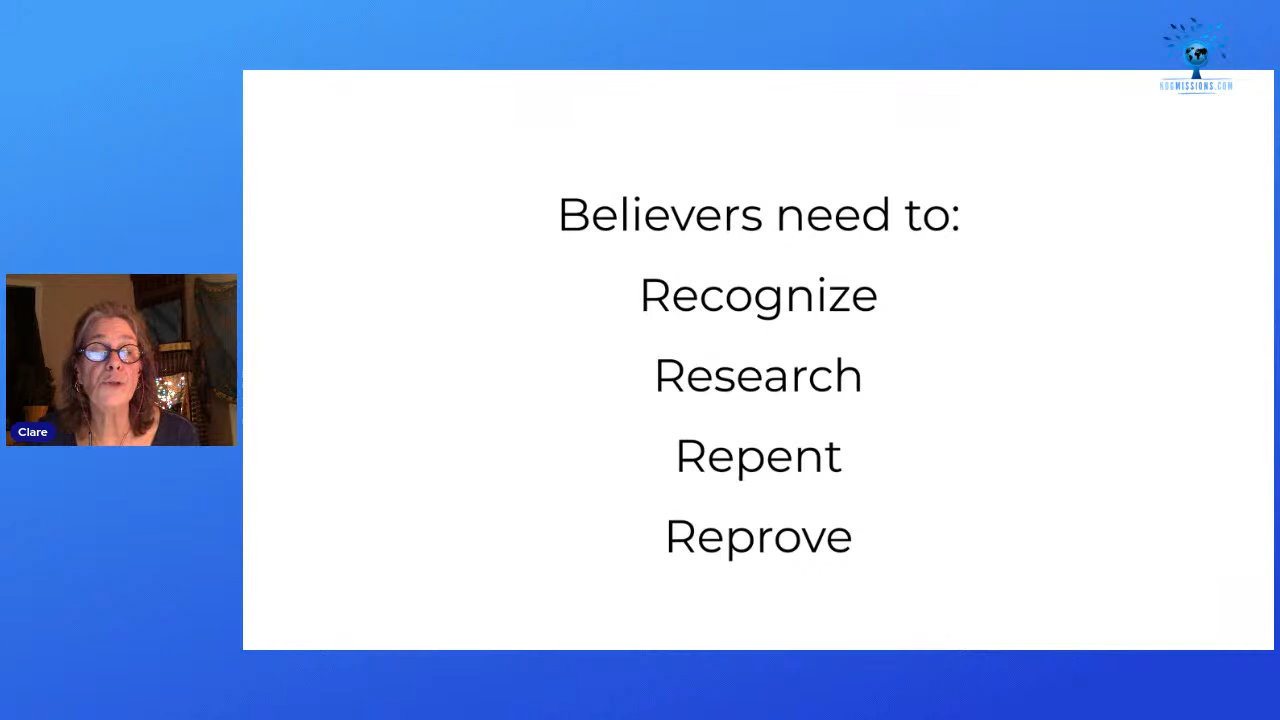 KOGMISSIONS.COM
Believers need to:
Recognize
Research
Repent
Reprove
Clare